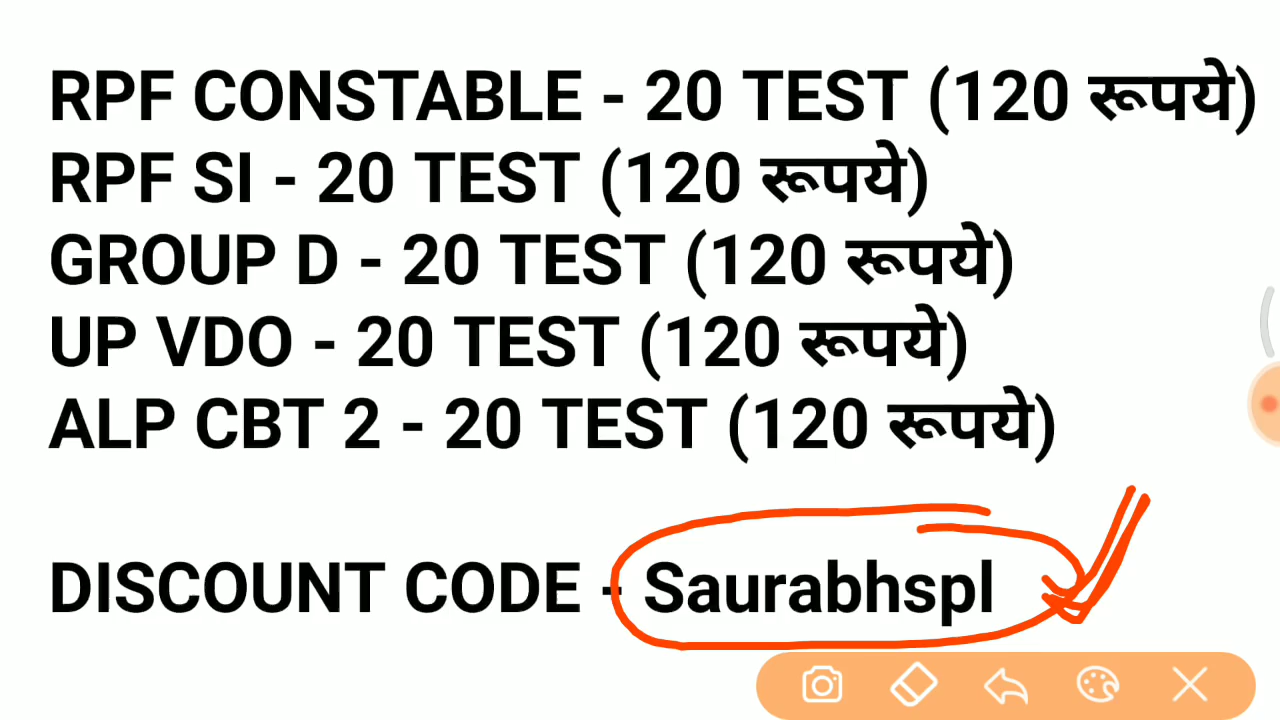 RPF CONSTABLE - 20 TEST (120 रूपये)
RPF SI - 20 TEST (120 रूपये)
GROUP D - 20 TEST (120 रूपये)
UP VDO - 20 TEST (120 रूपये)
ALP CBT 2 - 20 TEST (120 रूपये)
DISCOUNT CODE - Saurabhspl